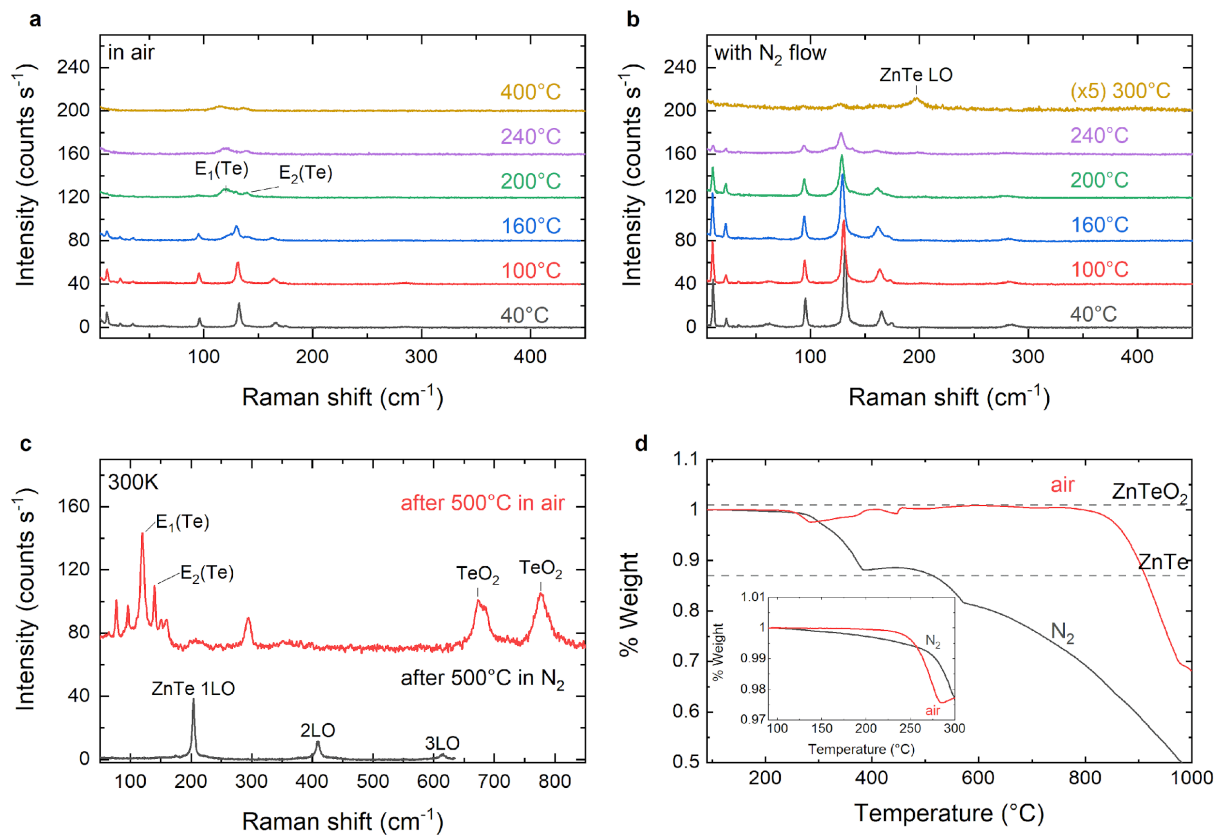 a
in air
Intensity (counts s⁻¹)
240
200
160
120
80
40
0
400°C
240°C
E₁(Te)
E₂(Te)
200°C
160°C
100°C
40°C
100
200
300
400
Raman shift (cm⁻¹)
b
with N₂ flow
ZnTe LO
Intensity (counts s⁻¹)
240
200
160
120
80
40
0
(x5) 300°C
240°C
200°C
160°C
100°C
40°C
100
200
300
400
Raman shift (cm⁻¹)
c
300K
after 500°C in air
E₁(Te)
E₂(Te)
TeO₂
TeO₂
after 500°C in N₂
ZnTe 1LO
2LO
3LO
Intensity (counts s⁻¹)
160
120
80
40
0
100
200
300
400
500
600
700
800
Raman shift (cm⁻¹)
d
air
ZnTeO₂
ZnTe
N₂
% Weight
1.1
1
0.9
0.8
0.7
0.6
0.5
200
400
600
800
1000
Temperature (°C)
1.01
1
0.99
0.98
0.97
% Weight
N₂
air
100
150
200
250
300
Temperature (°C)